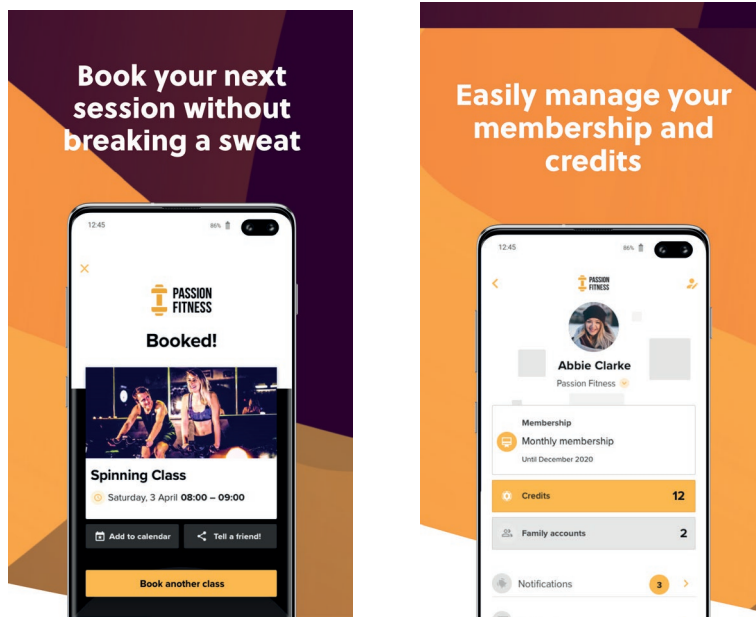 Book your next
session without
breaking a sweat
12:45
86%
PASSION
FITNESS
Booked!
Spinning Class
Saturday, 3 April 08:00 – 09:00
Add to calendar
Tell a friend!
Book another class
Easily manage your
membership and
credits
12:45
86%
PASSION
FITNESS
Abbie Clarke
Passion Fitness
Membership
Monthly membership
Until December 2020
Credits 12
Family accounts 2
Notifications 3